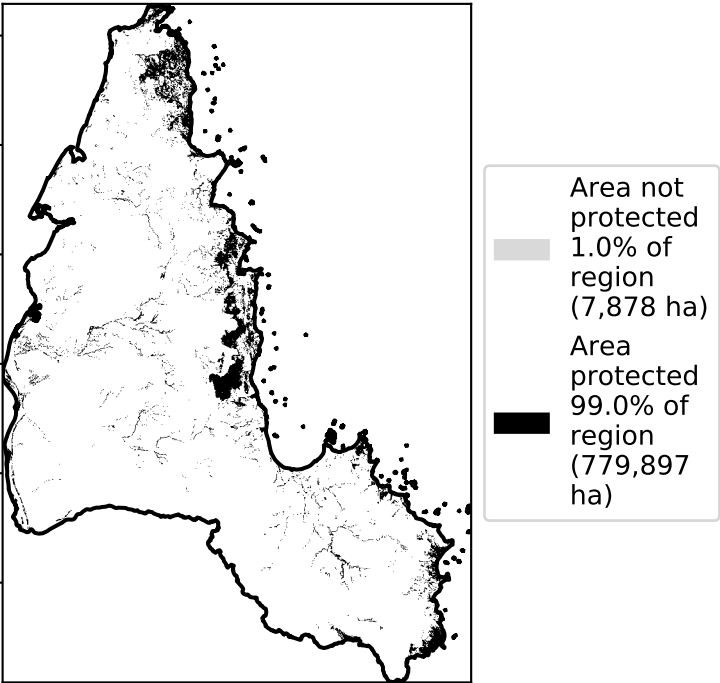 Area not
protected
1.0% of
region
(7,878 ha)
Area
protected
99.0% of
region
(779,897
ha)